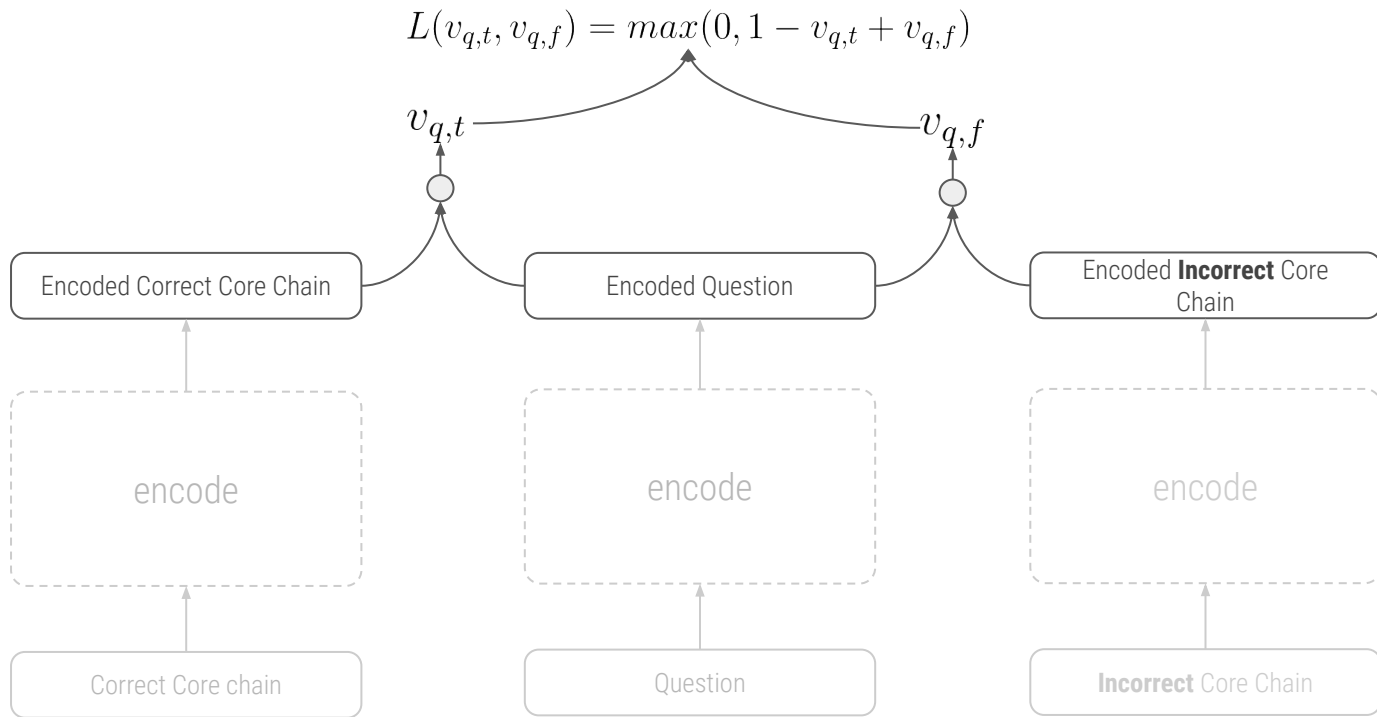 L(v_{q,t}, v_{q,f}) = max(0, 1 − v_{q,t} + v_{q,f})
v_{q,t}
v_{q,f}
Encoded Correct Core Chain
Encoded Question
Encoded Incorrect Core
Chain
encode
encode
encode
Correct Core chain
Question
Incorrect Core Chain